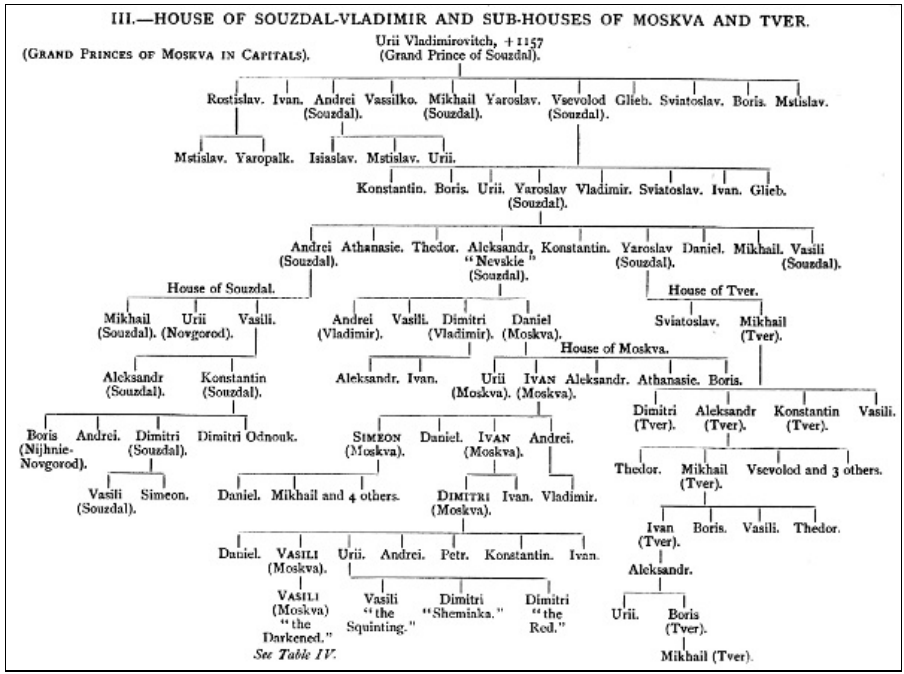 III.—HOUSE OF SOUZDAL-VLADIMIR AND SUB-HOUSES OF MOSKVA AND TVER.
(GRAND PRINCES OF MOSKVA IN CAPITALS).
Urii Vladimirovitch, +1157
(Grand Prince of Souzdal).
Rostislav. Ivan. Andrei Vassilko. Mikhail Yaroslav. Vsevolod Glieb. Sviatoslav. Boris. Mstislav.
(Souzdal). (Souzdal). (Souzdal).
Mstislav. Yaropalk. Isiaslav. Mstislav. Urii.
Konstantin. Boris. Urii. Yaroslav Vladimir. Sviatoslav. Ivan. Glieb.
(Souzdal).
Andrei Athanasie. Thedor. Aleksandr, Konstantin. Yaroslav Daniel. Mikhail. Vasili
(Souzdal). "Nevskie" (Souzdal). (Souzdal).
(Souzdal).
House of Souzdal. House of Tver.
Mikhail Urii Vasili. Andrei Vasili. Dimitri Daniel Sviatoslav. Mikhail
(Souzdal). (Novgorod). (Vladimir). (Vladimir). (Moskva). (Tver).
House of Moskva.
Aleksandr Konstantin Aleksandr. Ivan. Urii IVAN Aleksandr. Athanasie. Boris.
(Souzdal). (Souzdal). (Moskva). (Moskva).
Dimitri Aleksandr Konstantin Vasili.
(Tver). (Tver). (Tver).
Boris Andrei. Dimitri Dimitri Odnouk. SIMEON Daniel. IVAN Andrei.
(Nijhnie- (Souzdal). (Moskva). (Moskva).
Novgorod).
Thedor. Mikhail Vsevolod and 3 others.
(Tver).
Vasili Simeon. Daniel. Mikhail and 4 others. DIMITRI Ivan. Vladimir.
(Souzdal). (Moskva).
Ivan Boris. Vasili. Thedor.
(Tver).
Daniel. VASILI Urii. Andrei. Petr. Konstantin. Ivan.
(Moskva).
Aleksandr.
VASILI Vasili Dimitri Dimitri
(Moskva) "the "Shemiaka." "the
"the Squinting." Red."
Darkened."
Urii. Boris
(Tver).
See Table IV.
Mikhail (Tver).